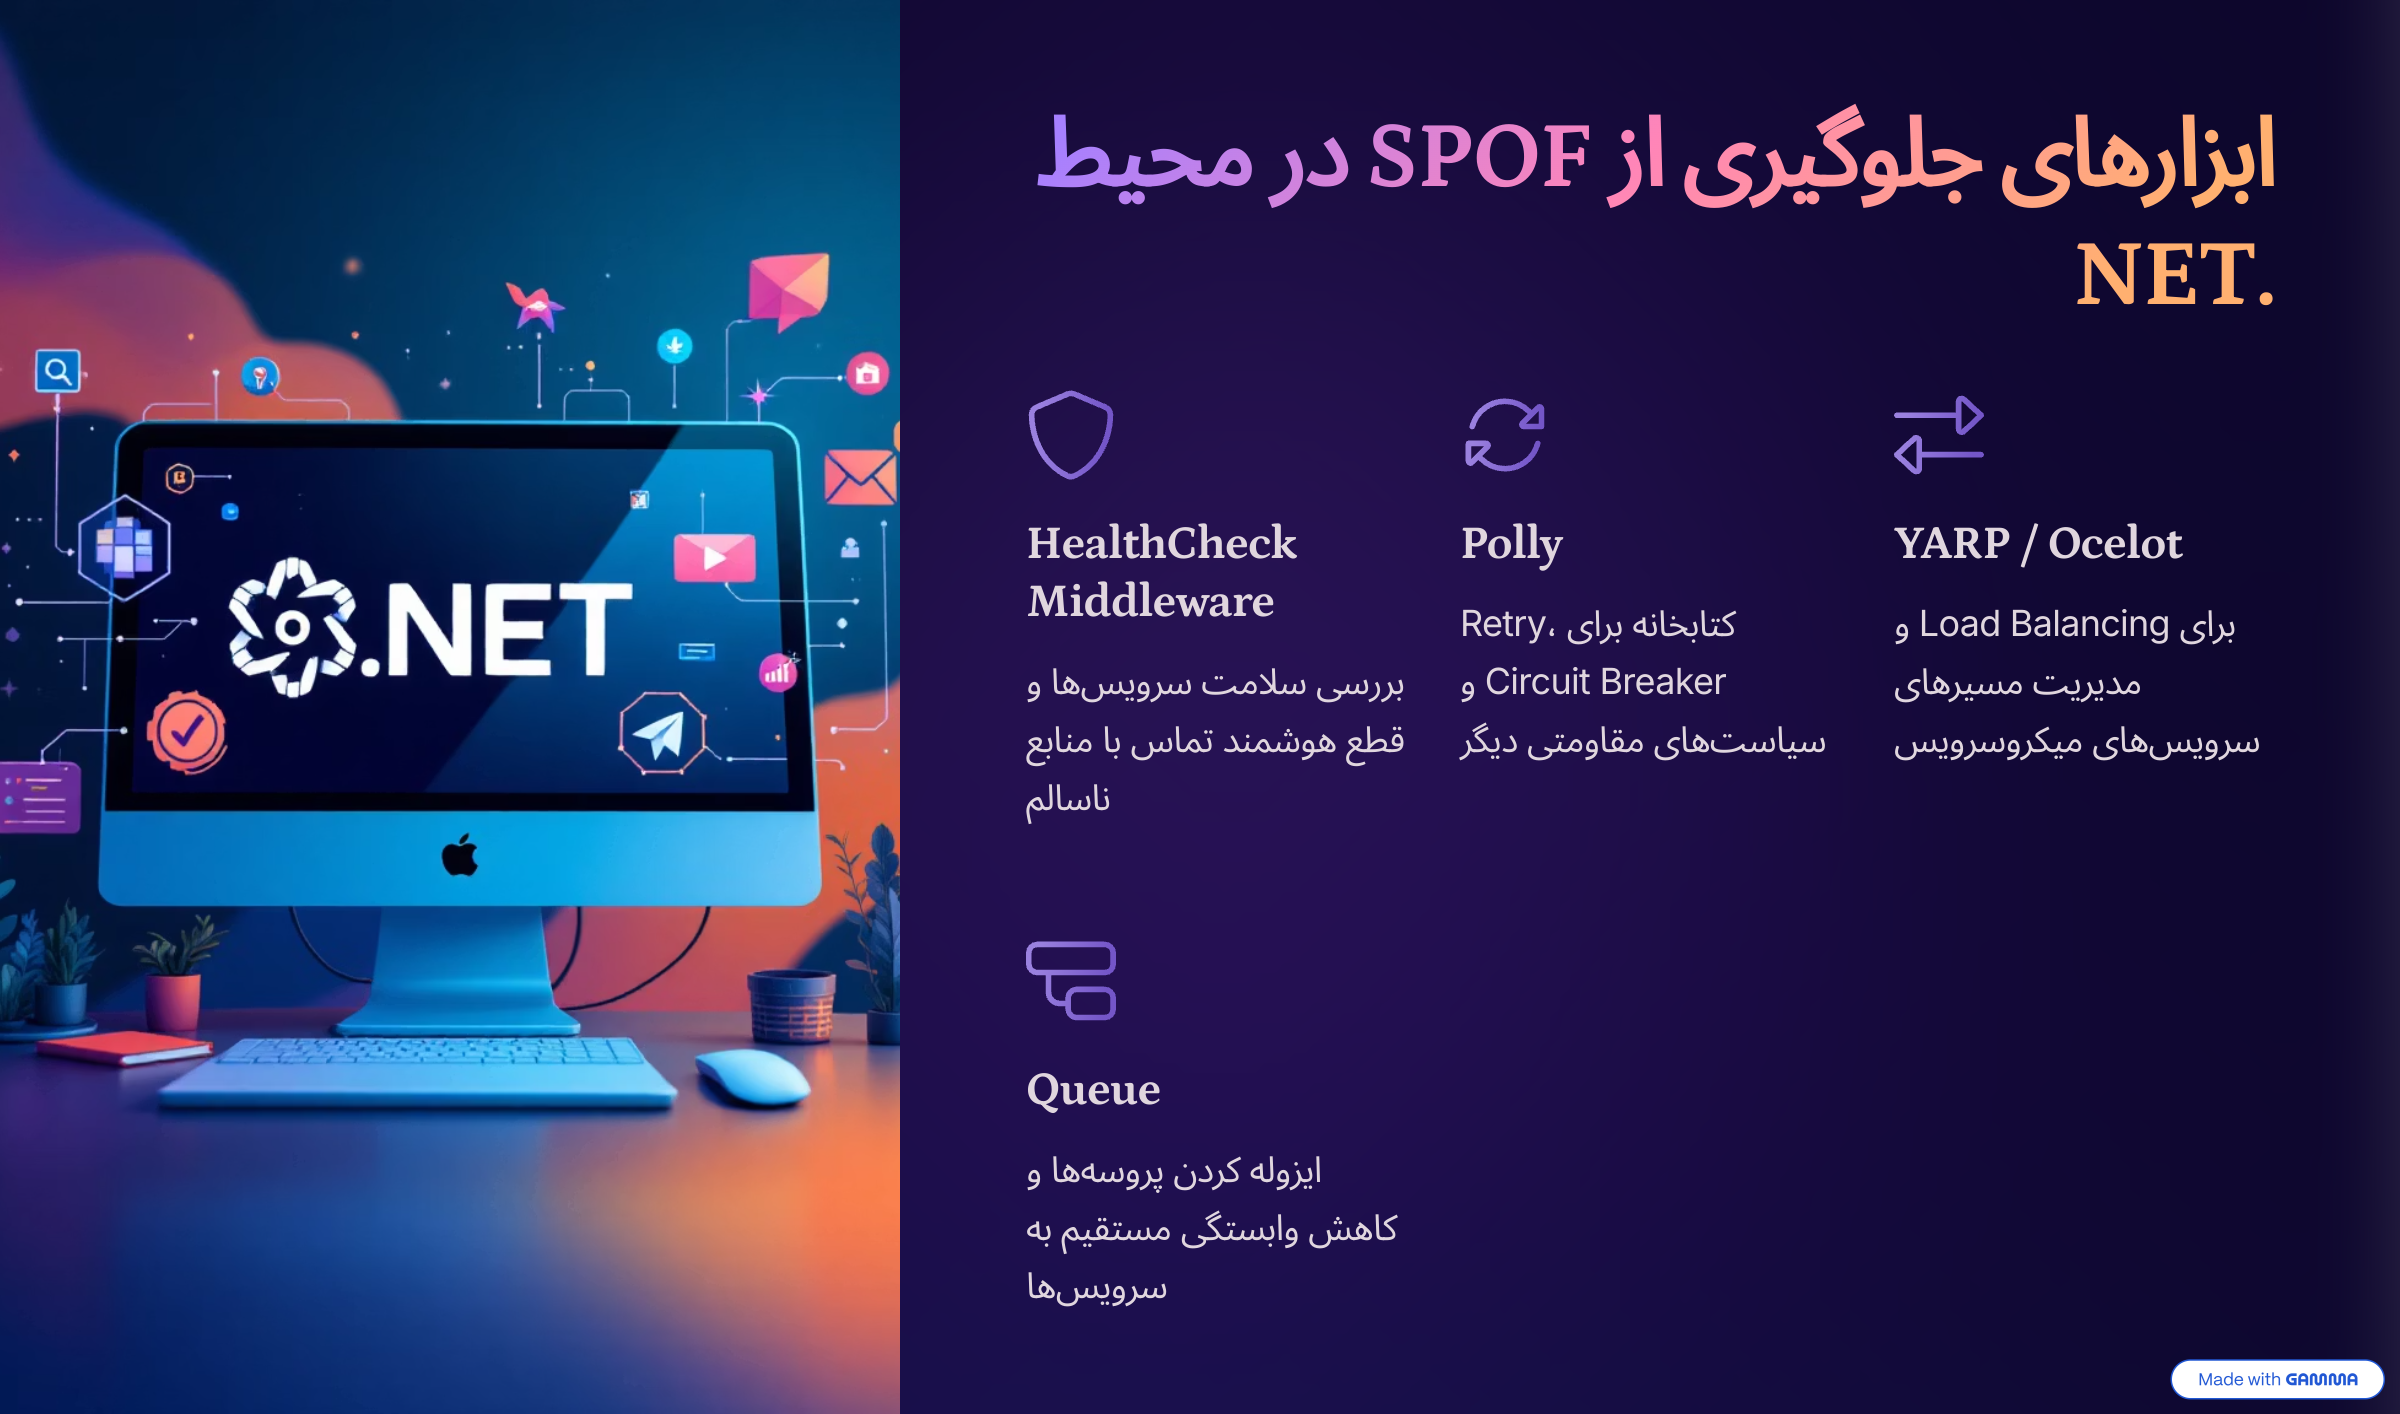 ابزارهای جلوگیری از SPOF در محیط
.NET
HealthCheck
Middleware
بررسی سلامت سرویس‌ها و
قطع هوشمند تماس با منابع
ناسالم
Polly
کتابخانه برای Retry،
Circuit Breaker و
سیاست‌های مقاومتی دیگر
YARP / Ocelot
برای Load Balancing و
مدیریت مسیرهای
سرویس‌های میکروسرویس
Queue
ایزوله کردن پروسه‌ها و
کاهش وابستگی مستقیم به
سرویس‌ها
.NET
Made with GAMMA